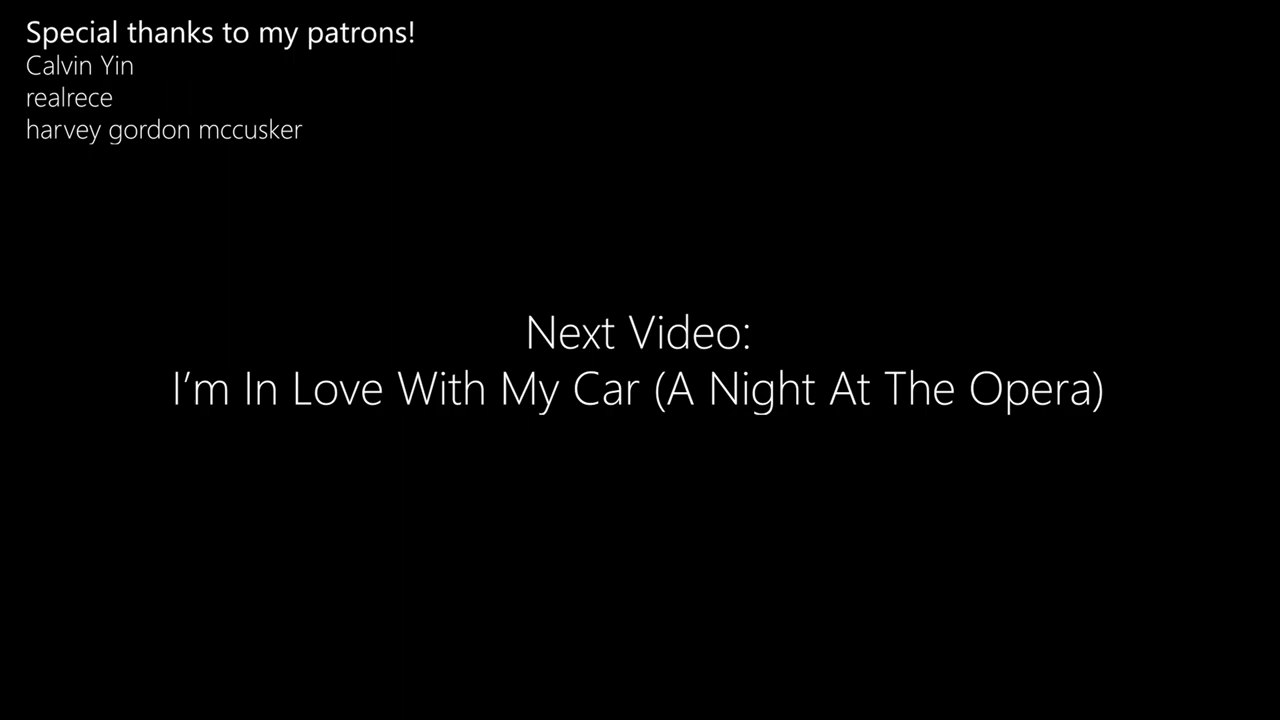 Special thanks to my patrons!
Calvin Yin
realrece
harvey gordon mccusker
Next Video:
I’m In Love With My Car (A Night At The Opera)